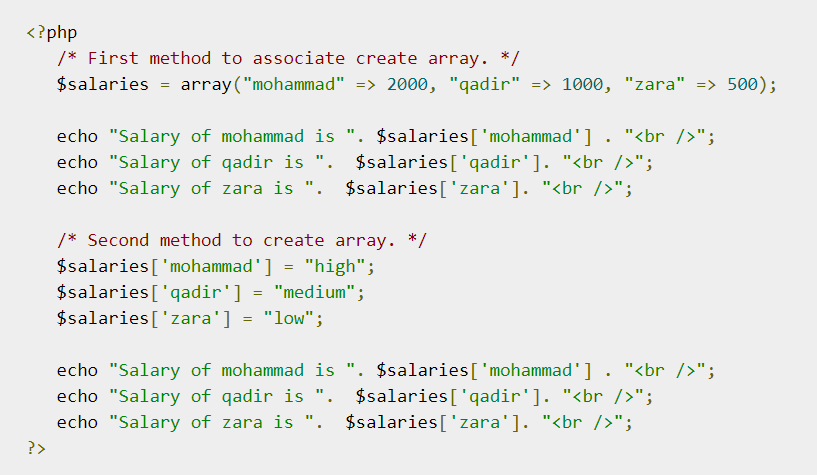 <?php
/* First method to associate create array. */
$salaries = array("mohammad" => 2000, "qadir" => 1000, "zara" => 500);
echo "Salary of mohammad is ". $salaries['mohammad'] . "<br />";
echo "Salary of qadir is ".  $salaries['qadir']. "<br />";
echo "Salary of zara is ".  $salaries['zara']. "<br />";
/* Second method to create array. */
$salaries['mohammad'] = "high";
$salaries['qadir'] = "medium";
$salaries['zara'] = "low";
echo "Salary of mohammad is ". $salaries['mohammad'] . "<br />";
echo "Salary of qadir is ".  $salaries['qadir']. "<br />";
echo "Salary of zara is ".  $salaries['zara']. "<br />";
?>